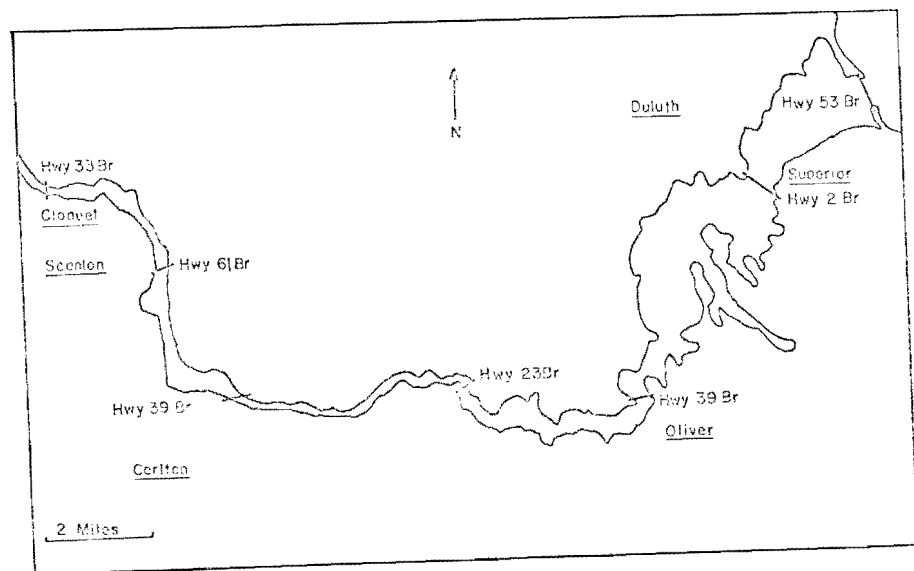 Duluth
Hwy 53 Br
N
Hwy 33 Br
Superior
Hwy 2 Br
Cloquet
Scanlon
Hwy 61 Br
Hwy 23 Br
Hwy 39 Br
Hwy 39 Br
Oliver
Carlton
2 Miles